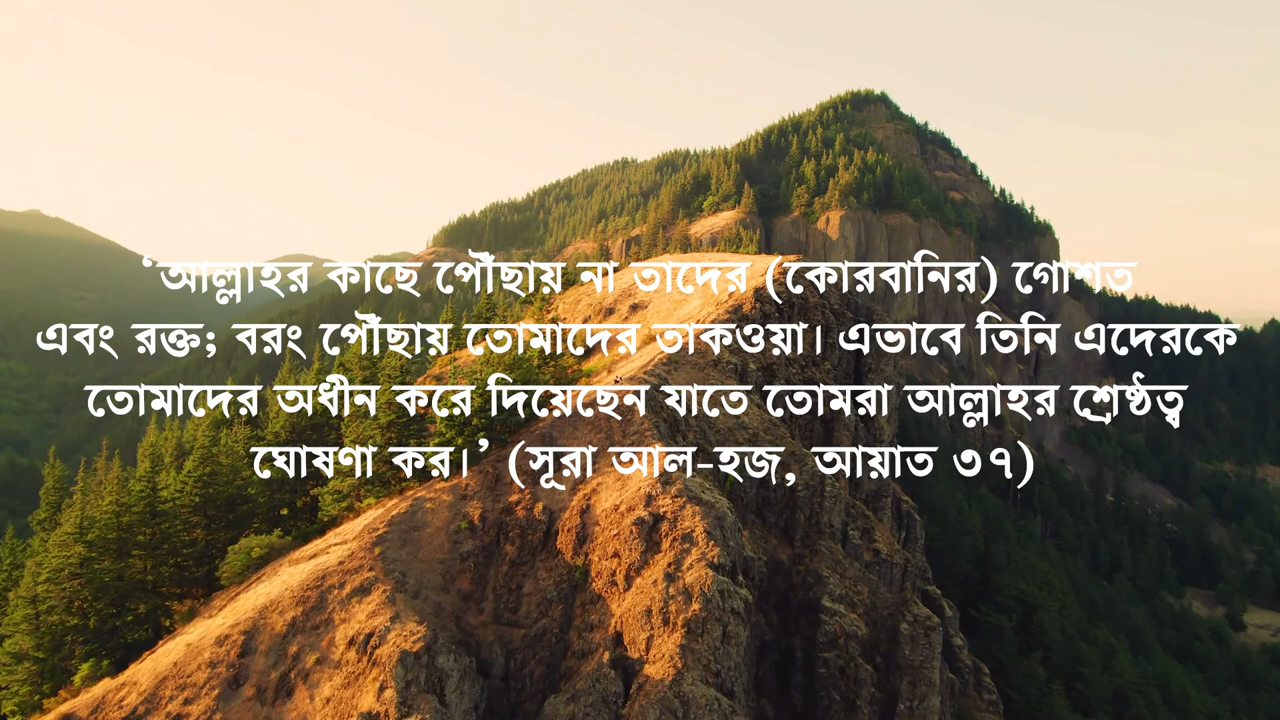 ‘আল্লাহর কাছে পৌঁছায় না তাদের (কোরবানির) গোশত
এবং রক্ত; বরং পৌঁছায় তোমাদের তাকওয়া। এভাবে তিনি এদেরকে
তোমাদের অধীন করে দিয়েছেন যাতে তোমরা আল্লাহর শ্রেষ্ঠত্ব
ঘোষণা কর।’ (সূরা আল-হজ, আয়াত ৩৭)